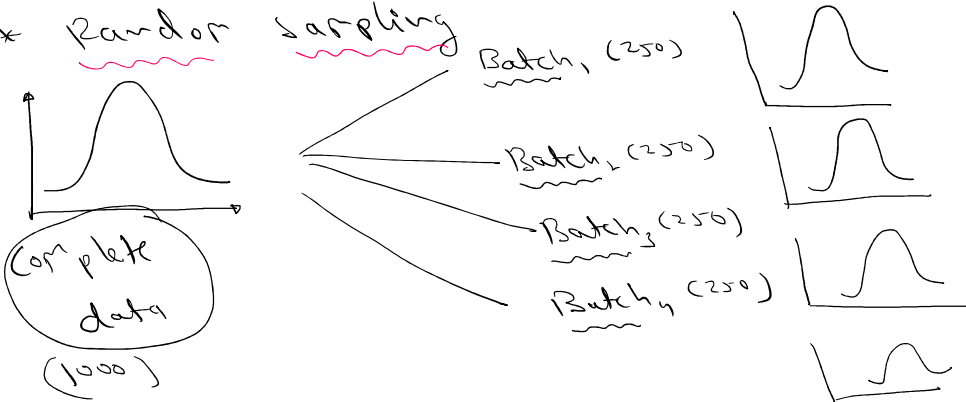 * Random Sampling
Batch1 (250)
Batch2 (250)
Batch3 (250)
Batch4 (250)
Complete
data
(1000)